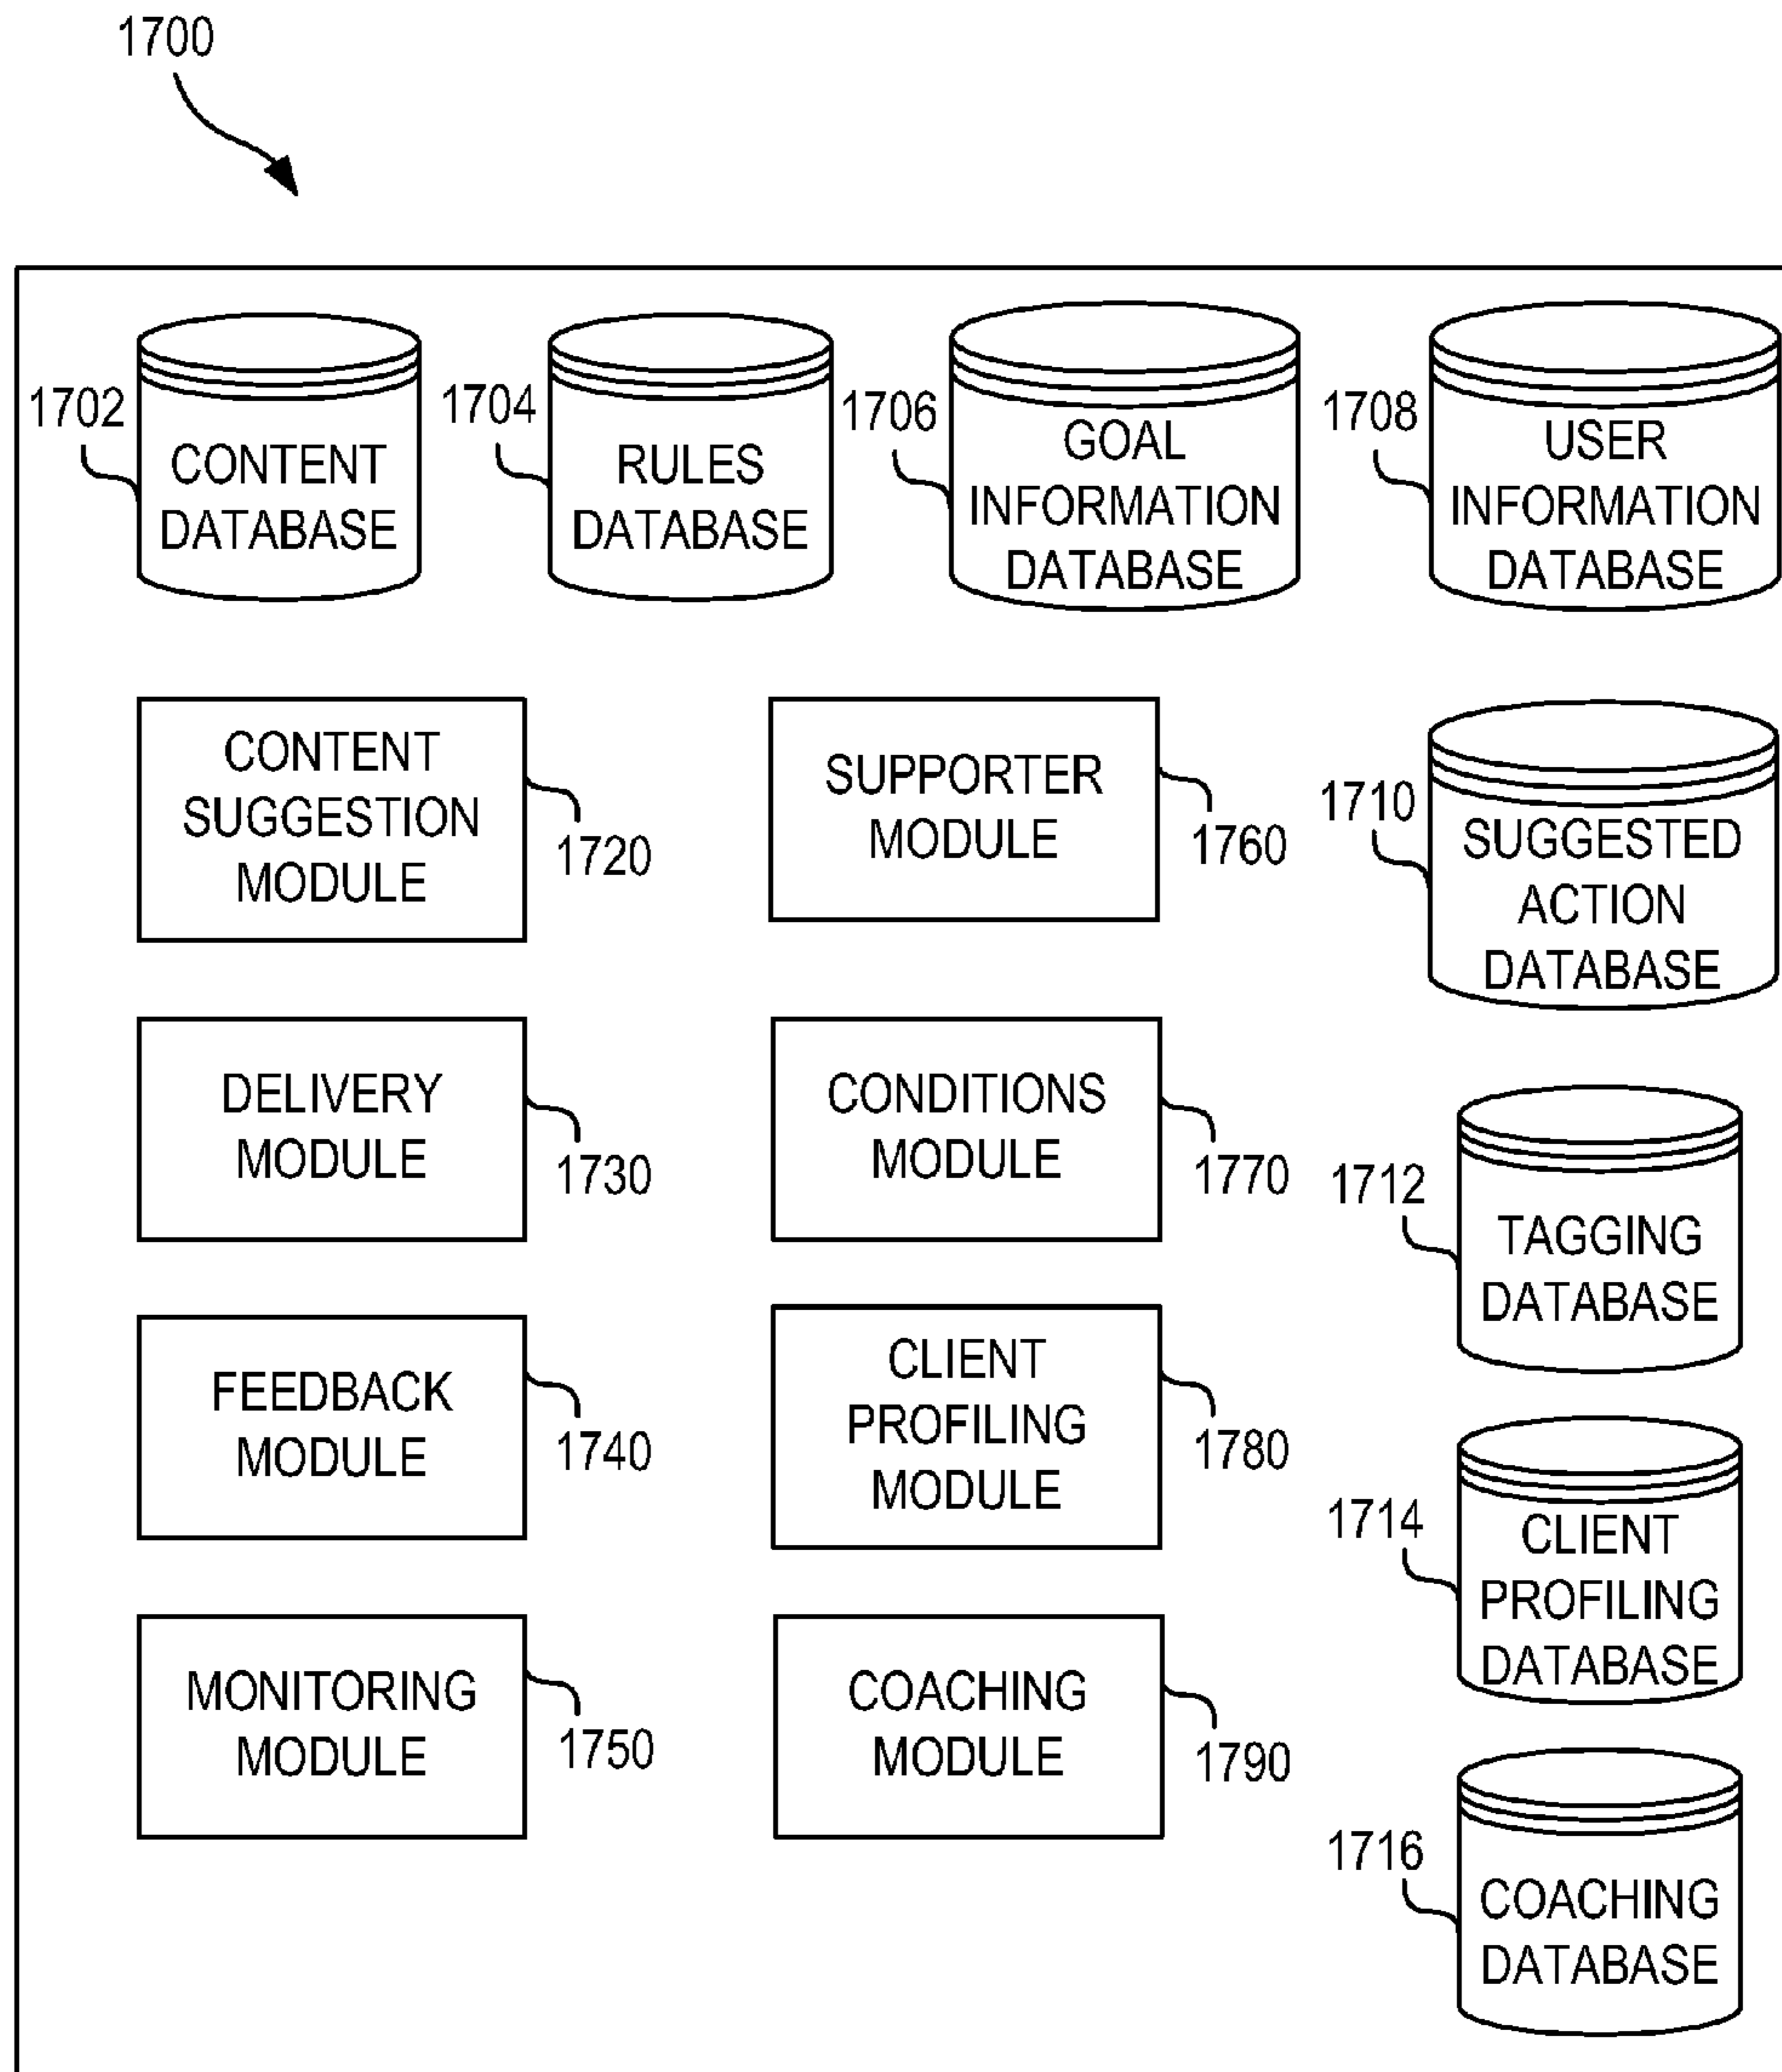 1700
1702
CONTENT
DATABASE
1704
RULES
DATABASE
1706
GOAL
INFORMATION
DATABASE
1708
USER
INFORMATION
DATABASE
CONTENT
SUGGESTION
MODULE
1720
SUPPORTER
MODULE
1760
1710
SUGGESTED
ACTION
DATABASE
DELIVERY
MODULE
1730
CONDITIONS
MODULE
1770
1712
TAGGING
DATABASE
FEEDBACK
MODULE
1740
CLIENT
PROFILING
MODULE
1780
1714
CLIENT
PROFILING
DATABASE
MONITORING
MODULE
1750
COACHING
MODULE
1790
1716
COACHING
DATABASE